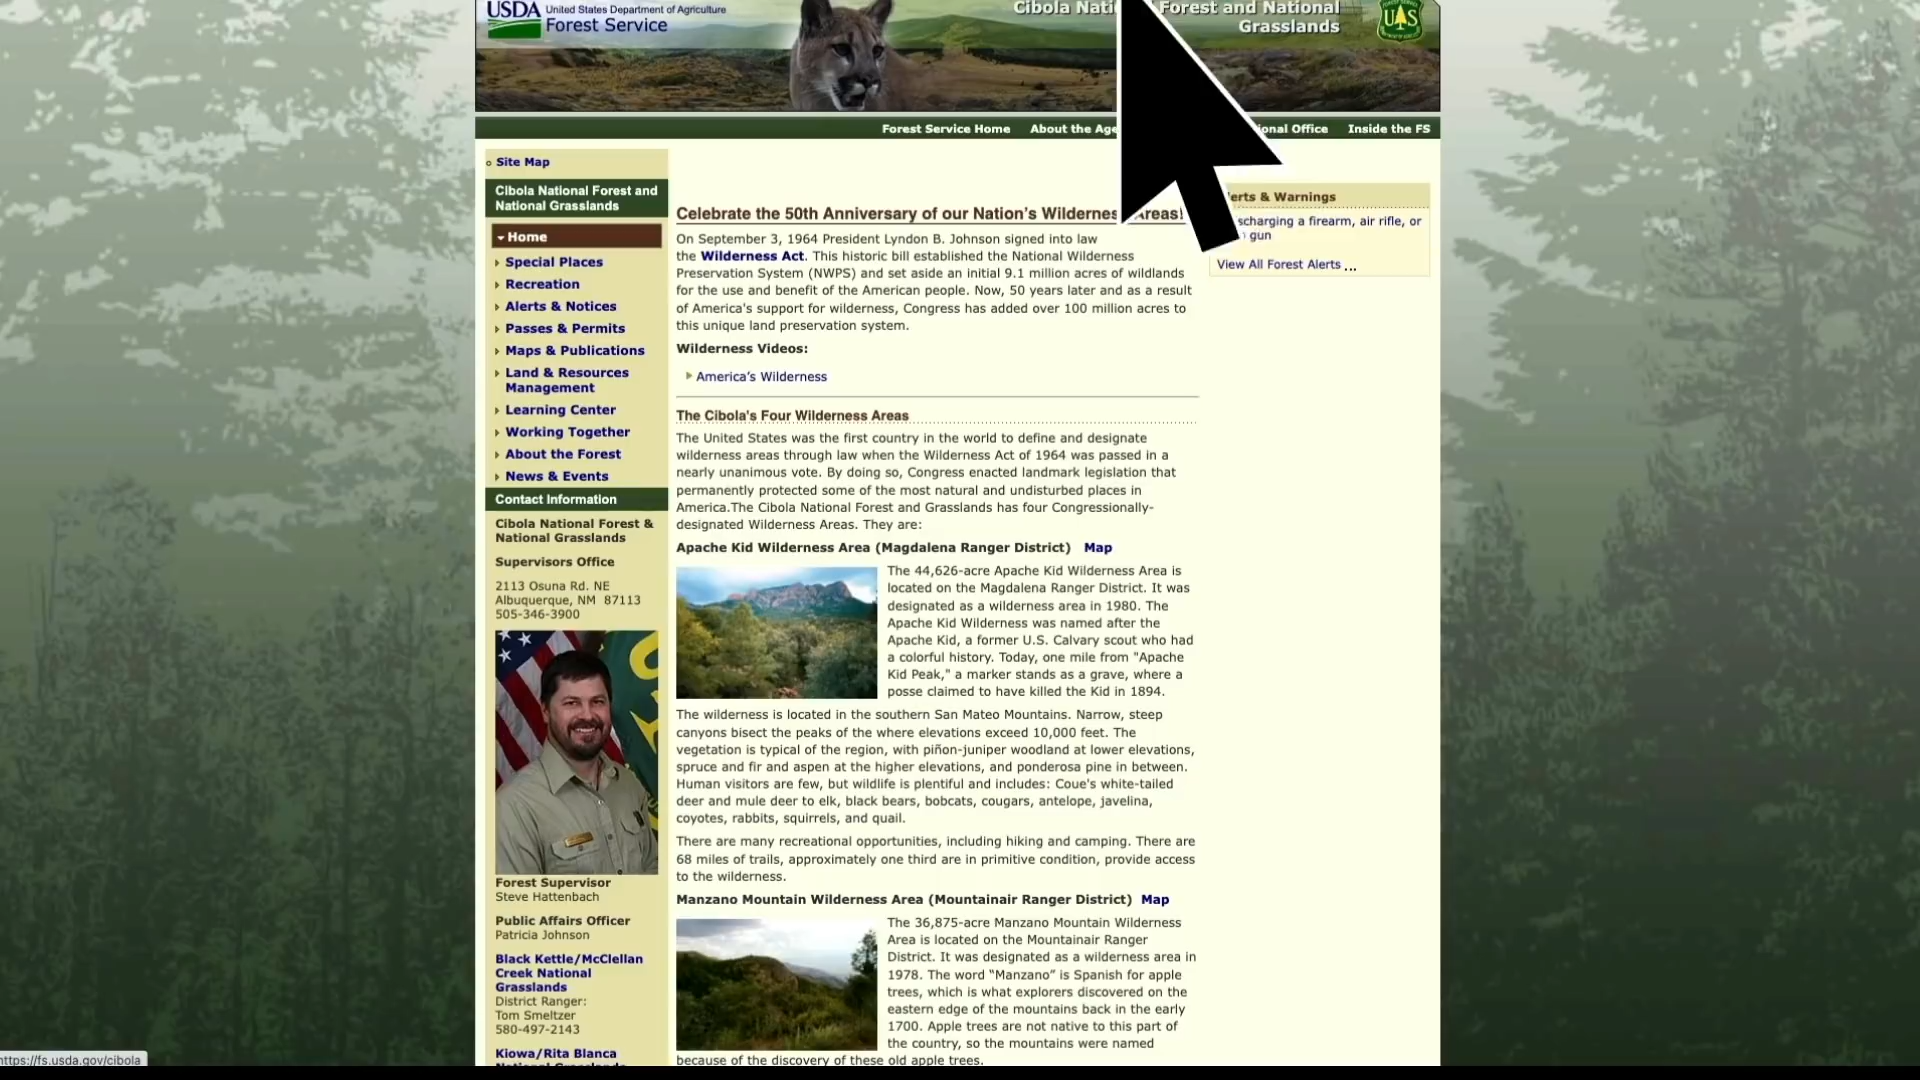 USDA United States Department of Agriculture
Forest Service
Cibola Forest and National
Grasslands
UAS
Forest Service Home About the Office Inside the FS
Site Map
Cibola National Forest and
National Grasslands
Home
Special Places
Recreation
Alerts & Notices
Passes & Permits
Maps & Publications
Land & Resources
Management
Learning Center
Working Together
About the Forest
News & Events
Contact Information
Cibola National Forest &
National Grasslands
Supervisors Office
2113 Osuna Rd. NE
Albuquerque, NM 87113
505-346-3900
Forest Supervisor
Steve Hattenbach
Public Affairs Officer
Patricia Johnson
Black Kettle/McClellan
Creek National
Grasslands
District Ranger:
Tom Smeltzer
580-497-2143
Kiowa/Rita Blanca
Celebrate the 50th Anniversary of our Nation's Areas!
On September 3, 1964 President Lyndon B. Johnson signed into law
the Wilderness Act. This historic bill established the National Wilderness
Preservation System (NWPS) and set aside an initial 9.1 million acres of wildlands
for the use and benefit of the American people. Now, 50 years later and as a result
of America's support for wilderness, Congress has added over 100 million acres to
this unique land preservation system.
Wilderness Videos:
America's Wilderness
The Cibola's Four Wilderness Areas
The United States was the first country in the world to define and designate
wilderness areas through law when the Wilderness Act of 1964 was passed in a
nearly unanimous vote. By doing so, Congress enacted landmark legislation that
permanently protected some of the most natural and undisturbed places in
America.The Cibola National Forest and Grasslands has four Congressionally-
designated Wilderness Areas. They are:
Apache Kid Wilderness Area (Magdalena Ranger District) Map
The 44,626-acre Apache Kid Wilderness Area is
located on the Magdalena Ranger District. It was
designated as a wilderness area in 1980. The
Apache Kid Wilderness was named after the
Apache Kid, a former U.S. Calvary scout who had
a colorful history. Today, one mile from "Apache
Kid Peak," a marker stands as a grave, where a
posse claimed to have killed the Kid in 1894.
The wilderness is located in the southern San Mateo Mountains. Narrow, steep
canyons bisect the peaks of the where elevations exceed 10,000 feet. The
vegetation is typical of the region, with piñon-juniper woodland at lower elevations,
spruce and fir and aspen at the higher elevations, and ponderosa pine in between.
Human visitors are few, but wildlife is plentiful and includes: Coue's white-tailed
deer and mule deer to elk, black bears, bobcats, cougars, antelope, javelina,
coyotes, rabbits, squirrels, and quail.
There are many recreational opportunities, including hiking and camping. There are
68 miles of trails, approximately one third are in primitive condition, provide access
to the wilderness.
Manzano Mountain Wilderness Area (Mountainair Ranger District) Map
The 36,875-acre Manzano Mountain Wilderness
Area is located on the Mountainair Ranger
District. It was designated as a wilderness area in
1978. The word “Manzano” is Spanish for apple
trees, which is what explorers discovered on the
eastern edge of the mountains back in the early
1700. Apple trees are not native to this part of
the country, so the mountains were named
because of the discovery of these old apple trees.
& Warnings
a firearm, air rifle, or
gun
View All Forest Alerts ...
https://fs.usda.gov/cibola